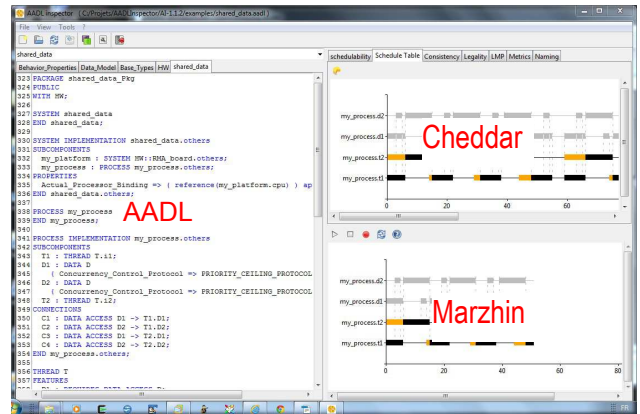 AADL Inspector ( C:/Projets/AADLInspector/AI-1.1.2/examples/shared_data.aadl )
File View Tools ?
shared_data
Behavior_Properties Data_Model Base_Types HW shared_data
323 PACKAGE shared_data_Pkg
324 PUBLIC
325 WITH HW;
326
327 SYSTEM shared_data
328 END shared_data;
329
330 SYSTEM IMPLEMENTATION shared_data.others
331 SUBCOMPONENTS
332 my_platform : SYSTEM HW::RMA_board.others;
333 my_process : PROCESS my_process.others;
334 PROPERTIES
335 Actual_Processor_Binding => ( reference(my_platform.cpu) ) ap
336 END shared_data.others;
337
338 PROCESS my_process
339 END my_process;
340
341 PROCESS IMPLEMENTATION my_process.others
342 SUBCOMPONENTS
343 T1 : THREAD T.i1;
344 D1 : DATA D
345 { Concurrency_Control_Protocol => PRIORITY_CEILING_PROTOCOL
346 D2 : DATA D
347 { Concurrency_Control_Protocol => PRIORITY_CEILING_PROTOCOL
348 T2 : THREAD T.i2;
349 CONNECTIONS
350 C1 : DATA ACCESS D1 -> T1.D1;
351 C2 : DATA ACCESS D2 -> T1.D2;
352 C3 : DATA ACCESS D1 -> T2.D1;
353 C4 : DATA ACCESS D2 -> T2.D2;
354 END my_process.others;
355
356 THREAD T
357 FEATURES
AADL
schedulability Schedule Table Consistency Legality LMP Metrics Naming
my_process.d2
my_process.d1
my_process.t2
my_process.t1
Cheddar
0 20 40 60
my_process.d2
my_process.d1
my_process.t2
my_process.t1
Marzhin
0 20 40 60 80
EN